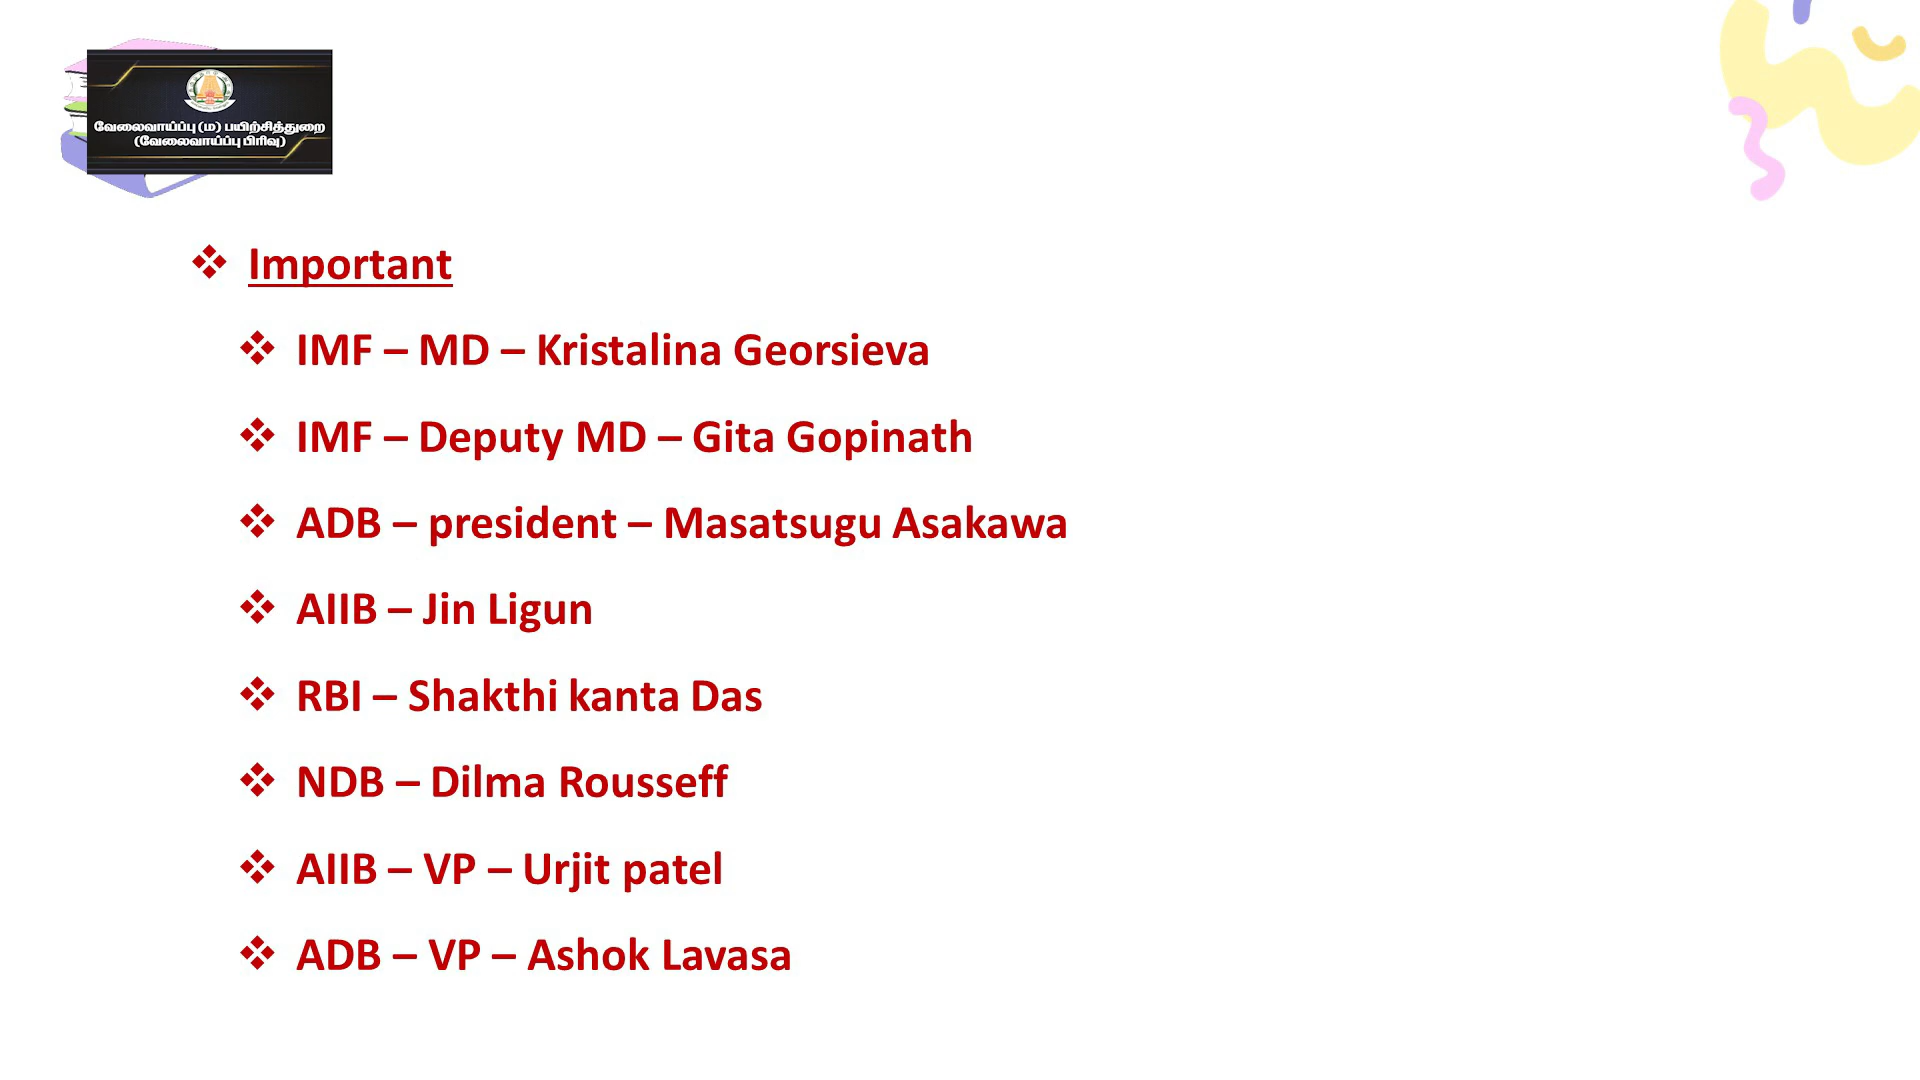 வேலைவாய்ப்பு (ம) பயிற்சித்துறை
(வேலைவாய்ப்பு பிரிவு)
❖ Important
❖ IMF – MD – Kristalina Georsieva
❖ IMF – Deputy MD – Gita Gopinath
❖ ADB – president – Masatsugu Asakawa
❖ AIIB – Jin Ligun
❖ RBI – Shakthi kanta Das
❖ NDB – Dilma Rousseff
❖ AIIB – VP – Urjit patel
❖ ADB – VP – Ashok Lavasa